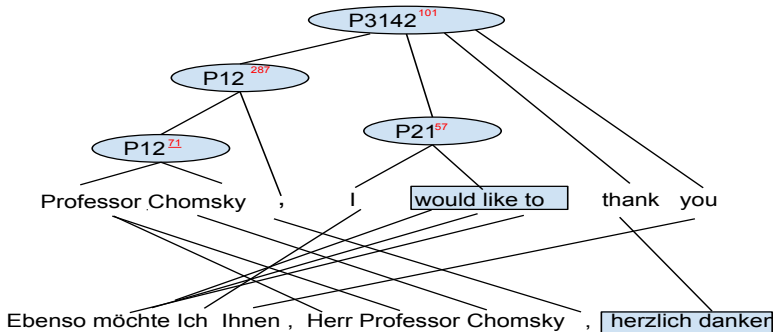 P3142 101
P12 287
P21 57
P12 71
Professor Chomsky , I would like to thank you
Ebenso möchte Ich Ihnen , Herr Professor Chomsky , herzlich danken